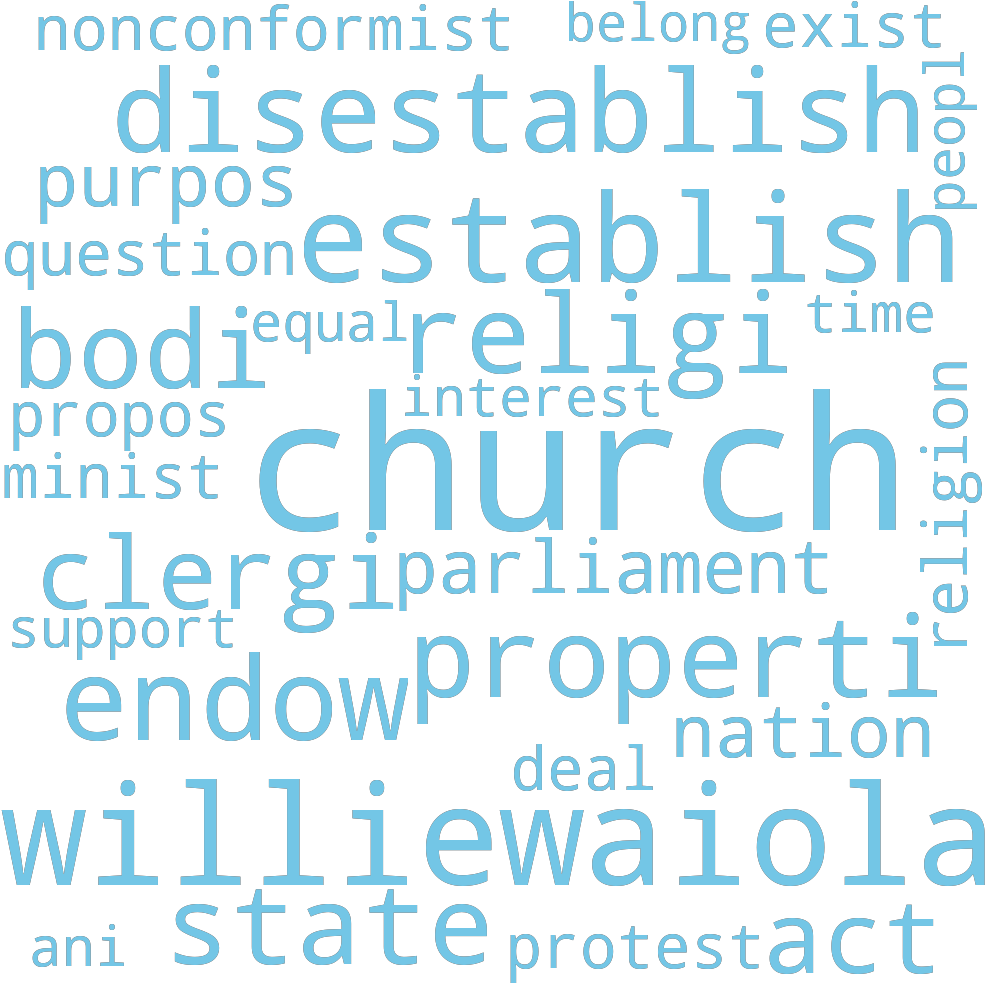 nonconformist belong exist
disestablish peopl
purpos establish
question
bodi equal religi time
propos interest
minist church religion
clergi parliament
support properti
endow nation
deal
williewaiola
ani state protest act